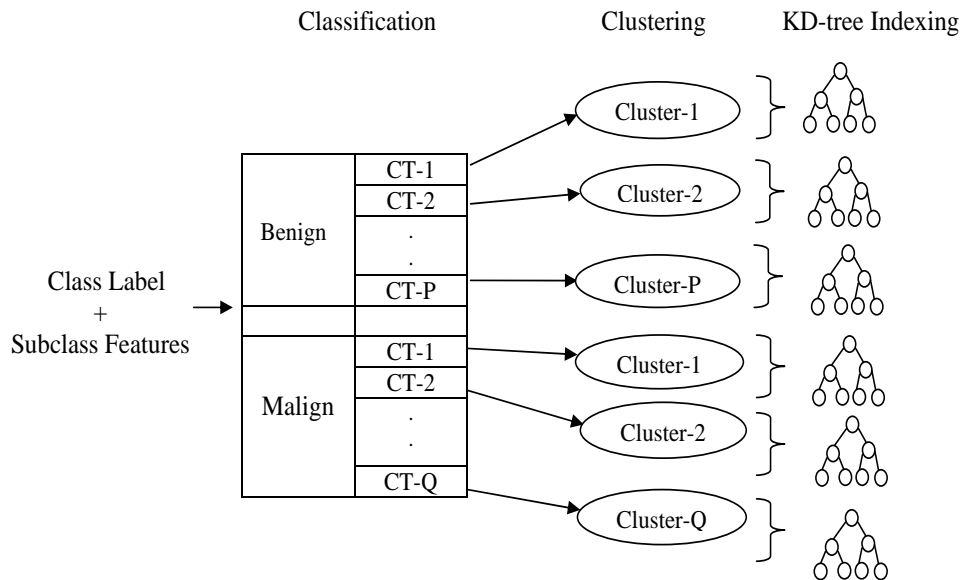 Classification
Clustering
KD-tree Indexing
Class Label
+
Subclass Features
Benign
CT-1
CT-2
.
.
CT-P
Malign
CT-1
CT-2
.
.
CT-Q
Cluster-1
Cluster-2
Cluster-P
Cluster-1
Cluster-2
Cluster-Q